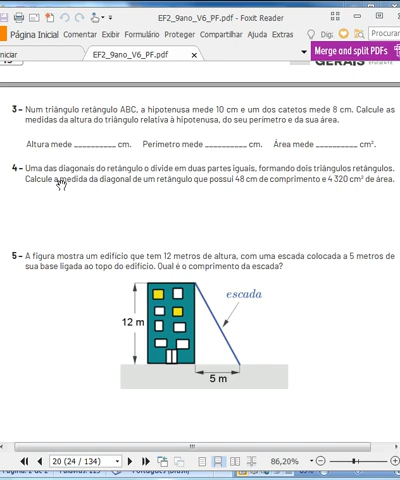 EF2_9ano_V6_PF.pdf - Foxit Reader
Página Inicial Comentar Exibir Formulário Proteger Compartilhar Ajuda Extras Dig: Procurar
Merge and split PDFs
niciar
EF2_9ano_V6_PF.pdf
GERAIS
3 – Num triângulo retângulo ABC, a hipotenusa mede 10 cm e um dos catetos mede 8 cm. Calcule as
medidas da altura do triângulo relativa à hipotenusa, do seu perímetro e da sua área.
Altura mede __________ cm. Perímetro mede __________ cm. Área mede __________ cm².
4 – Uma das diagonais do retângulo o divide em duas partes iguais, formando dois triângulos retângulos.
Calcule a medida da diagonal de um retângulo que possui 48 cm de comprimento e 4 320 cm² de área.
5 – A figura mostra um edifício que tem 12 metros de altura, com uma escada colocada a 5 metros de
sua base ligada ao topo do edifício. Qual é o comprimento da escada?
escada
12 m
5 m
20 (24 / 134)
86,20%